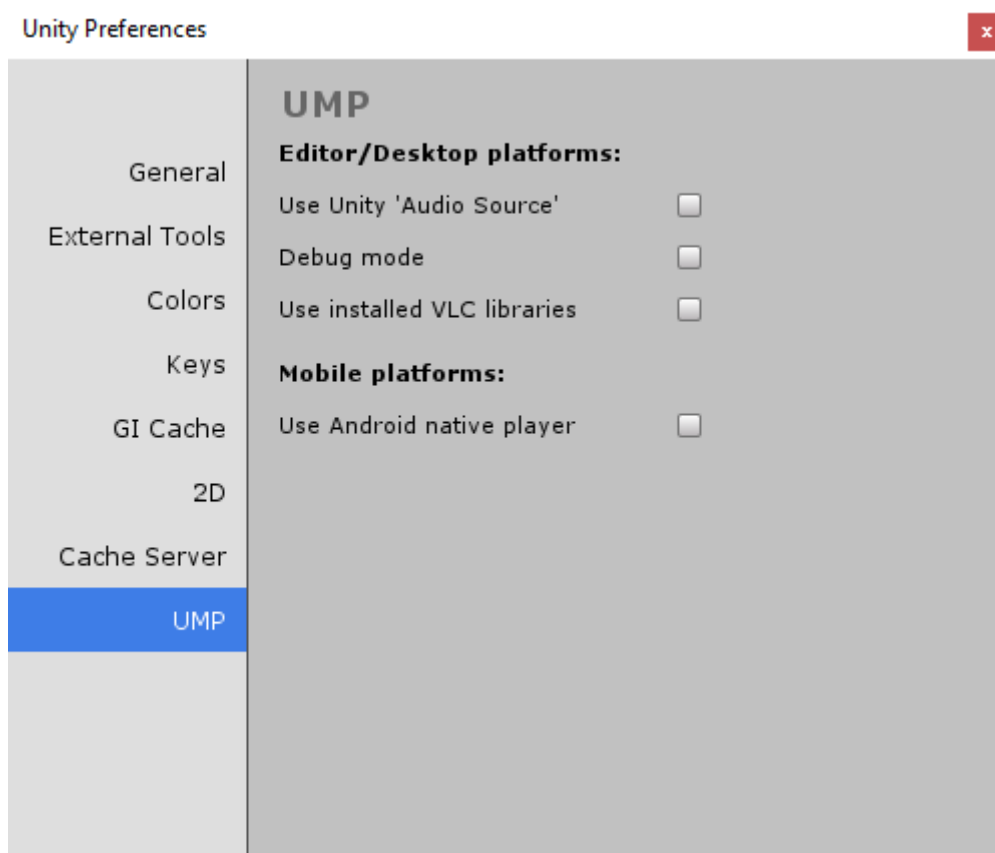 Unity Preferences
x
General
External Tools
Colors
Keys
GI Cache
2D
Cache Server
UMP
UMP
Editor/Desktop platforms:
Use Unity 'Audio Source'
Debug mode
Use installed VLC libraries
Mobile platforms:
Use Android native player